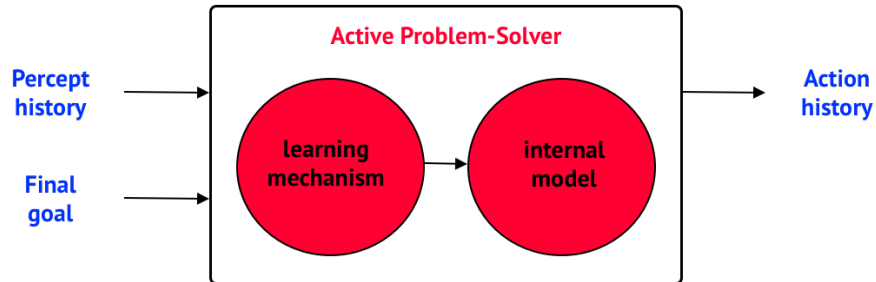 Active Problem-Solver
Percept
history
Action
history
learning
mechanism
internal
model
Final
goal